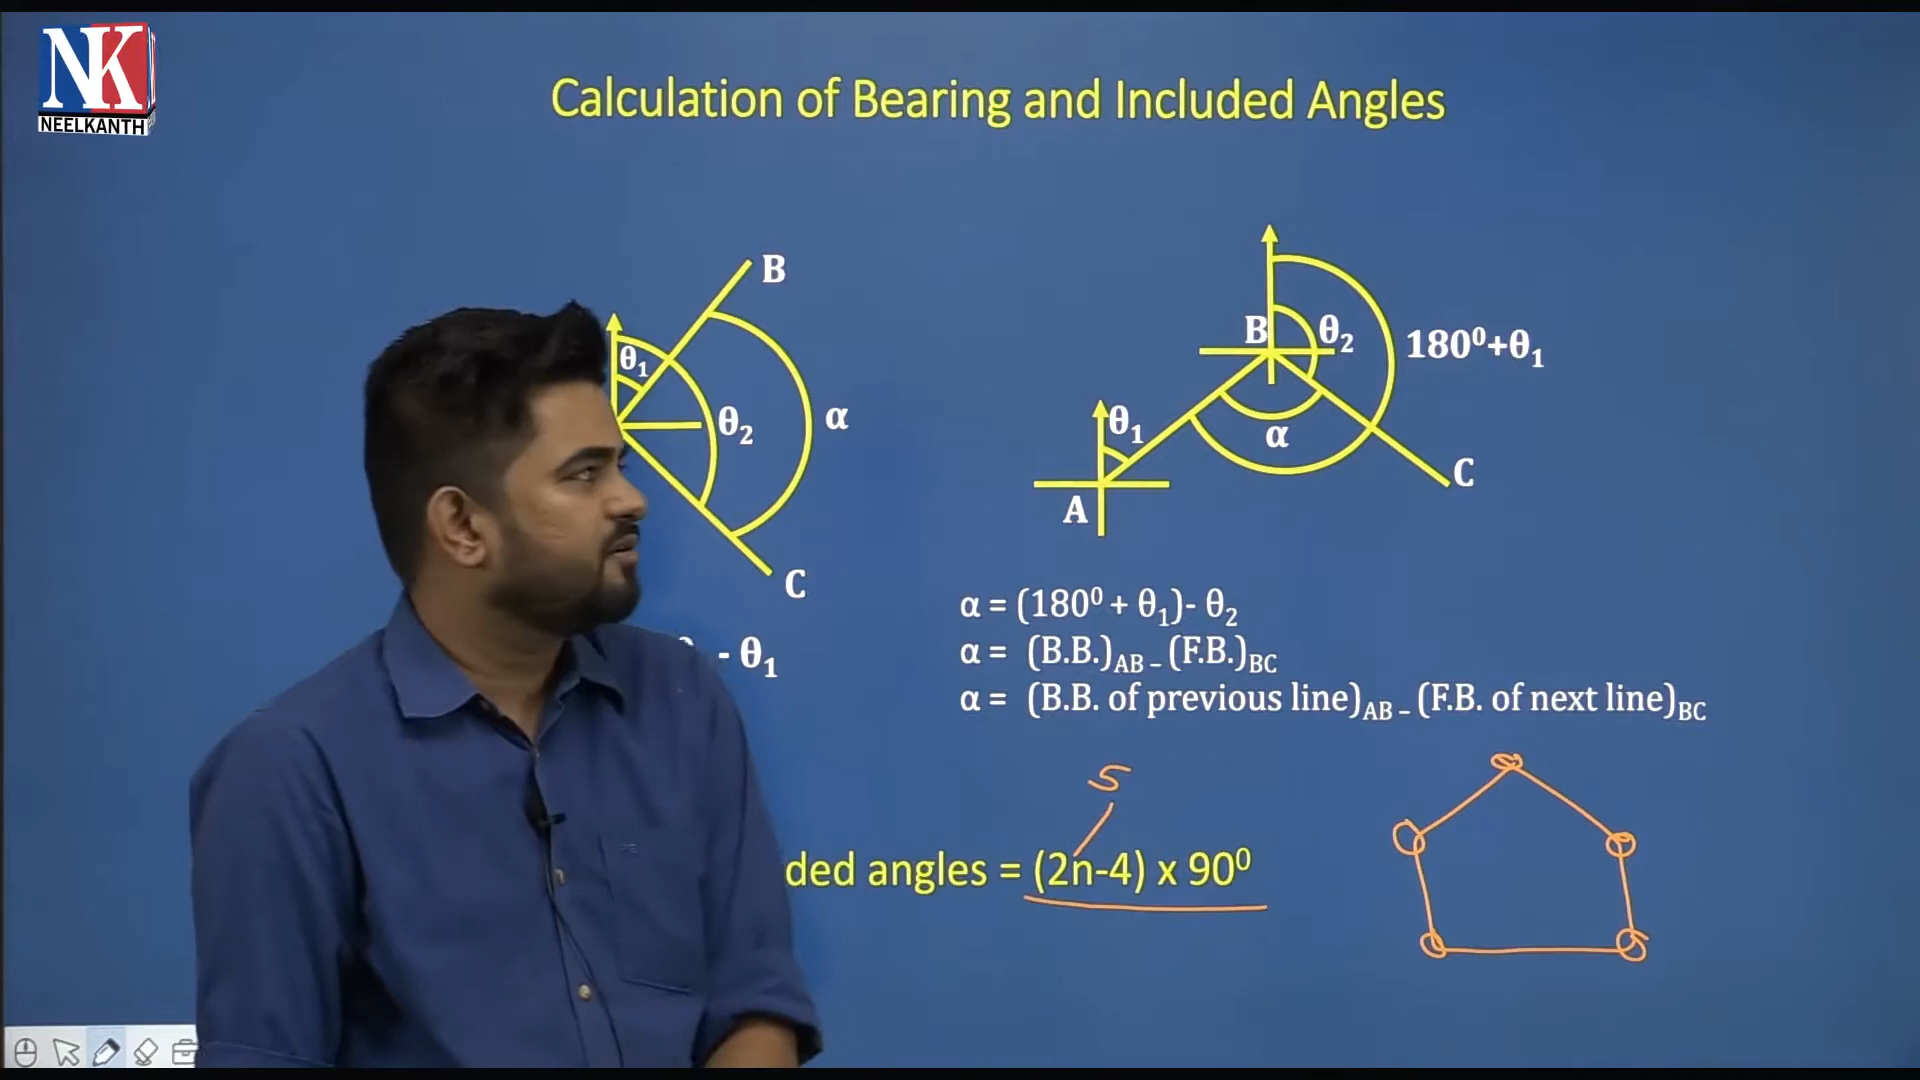 NK
NEELKANTH
Calculation of Bearing and Included Angles
B
θ₁
θ₂
α
C
- θ₁
B
θ₂
180⁰+θ₁
θ₁
α
A
C
α = (180⁰ + θ₁)- θ₂
α = (B.B.)AB – (F.B.)BC
α = (B.B. of previous line)AB – (F.B. of next line)BC
5
ded angles = (2n-4) x 90⁰